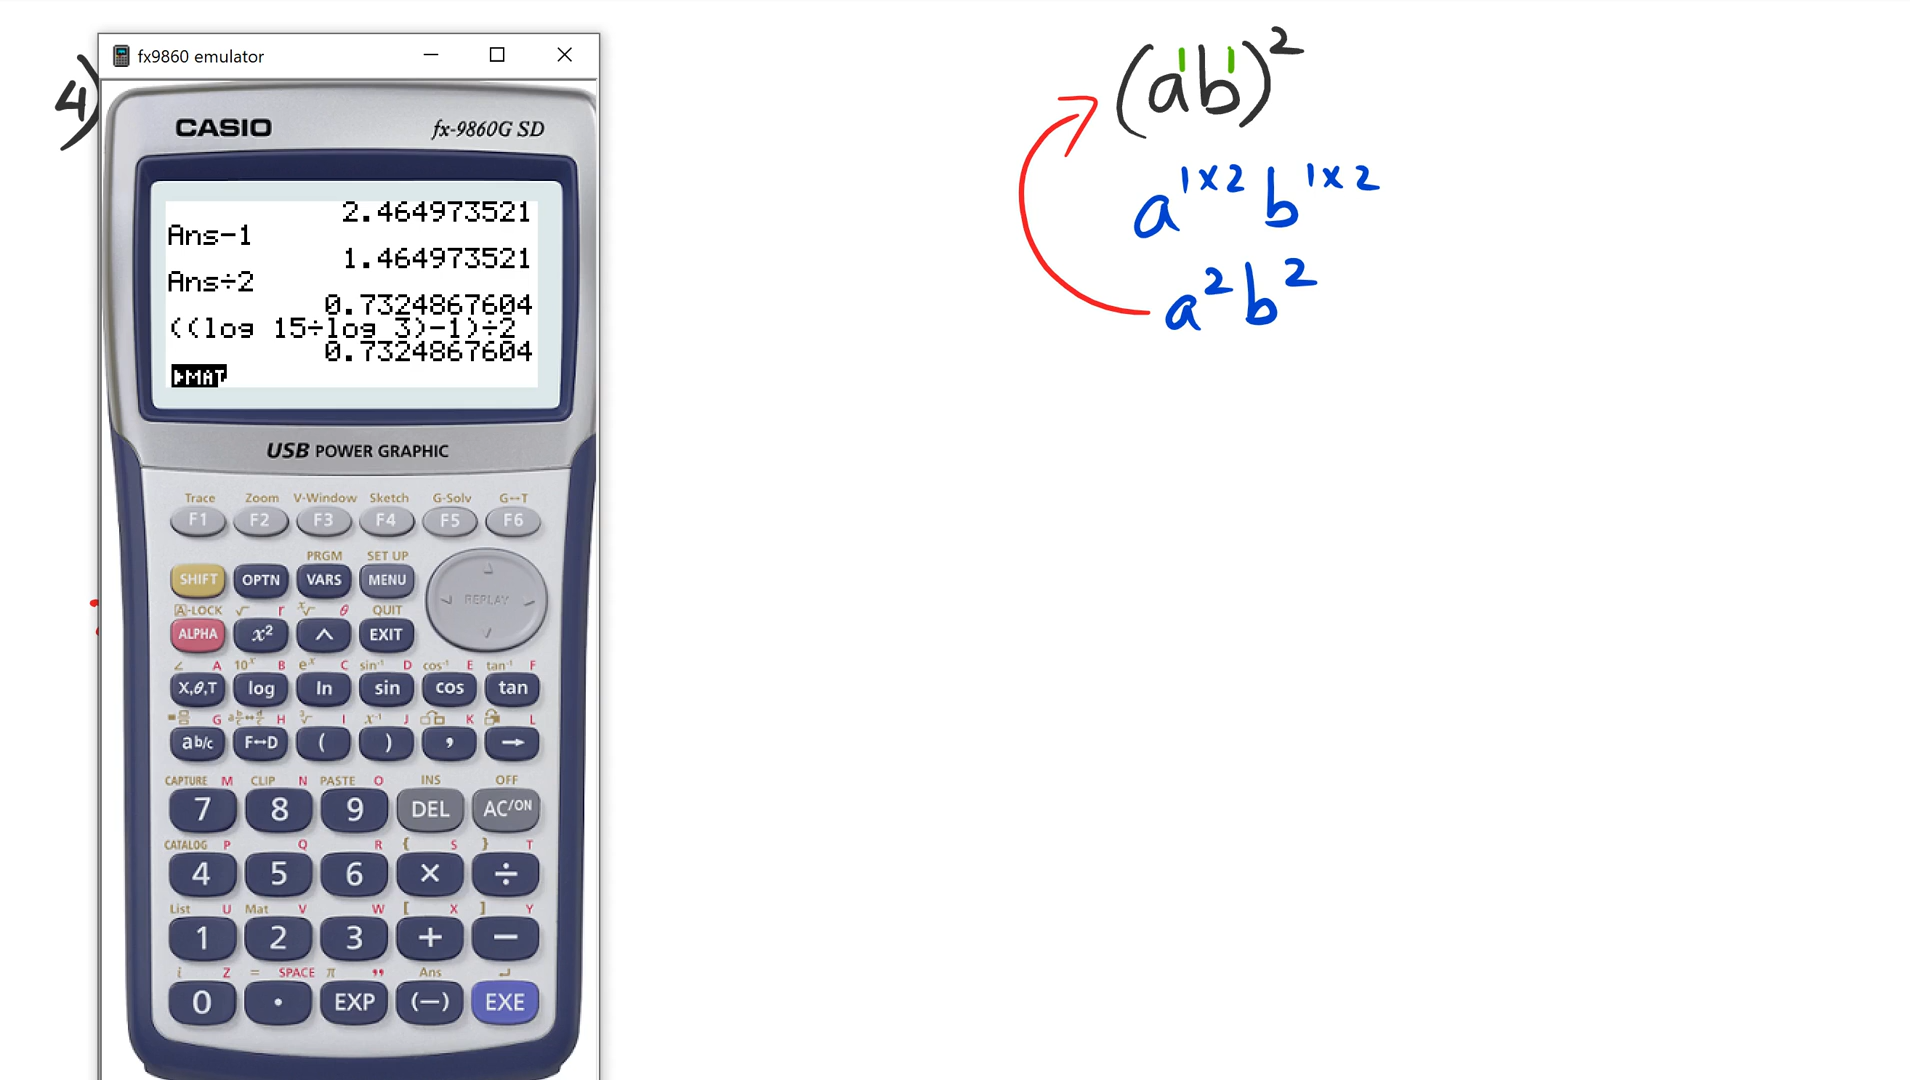 4)
fx9860 emulator
CASIO fx-9860G SD
2.464973521
Ans-1
1.464973521
Ans÷2
0.7324867604
((log 15÷log 3)-1)÷2
0.7324867604
▶MAT
USB POWER GRAPHIC
Trace Zoom V-Window Sketch G-Solv G↔T
F1 F2 F3 F4 F5 F6
PRGM SET UP
SHIFT OPTN VARS MENU
REPLAY
A-LOCK √ r ˣ√ θ QUIT
ALPHA x² ^ EXIT
∠ A 10ˣ B eˣ C sin⁻¹ D cos⁻¹ E tan⁻¹ F
X,θ,T log ln sin cos tan
G a b/c↔d/c H ³√ I x⁻¹ J K L
a b/c F↔D ( ) , →
CAPTURE M CLIP N PASTE O INS OFF
7 8 9 DEL AC/ON
CATALOG P Q R { S } T
4 5 6 × ÷
List U Mat V W [ X ] Y
1 2 3 + −
i Z = SPACE π " Ans ↵
0 · EXP (−) EXE
(a¹b¹)²
a¹ˣ² b¹ˣ²
a² b²